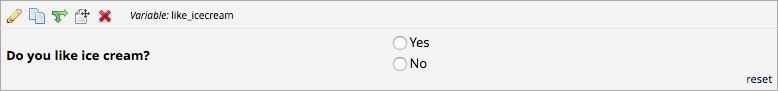 Variable: like_icecream
Do you like ice cream?
Yes
No
reset